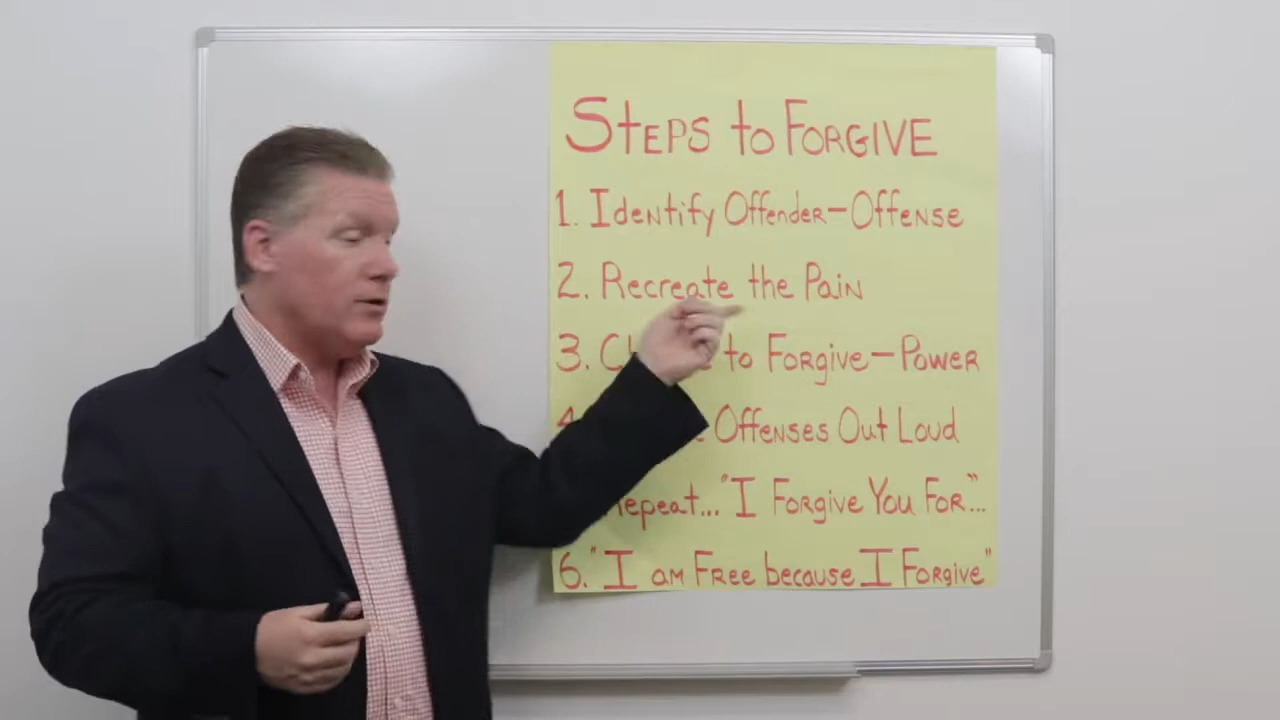 Steps to Forgive
1. Identify Offender-Offense
2. Recreate the Pain
3. to Forgive-Power
Offenses Out Loud
Repeat... "I Forgive You For"...
6. "I am Free because I Forgive"